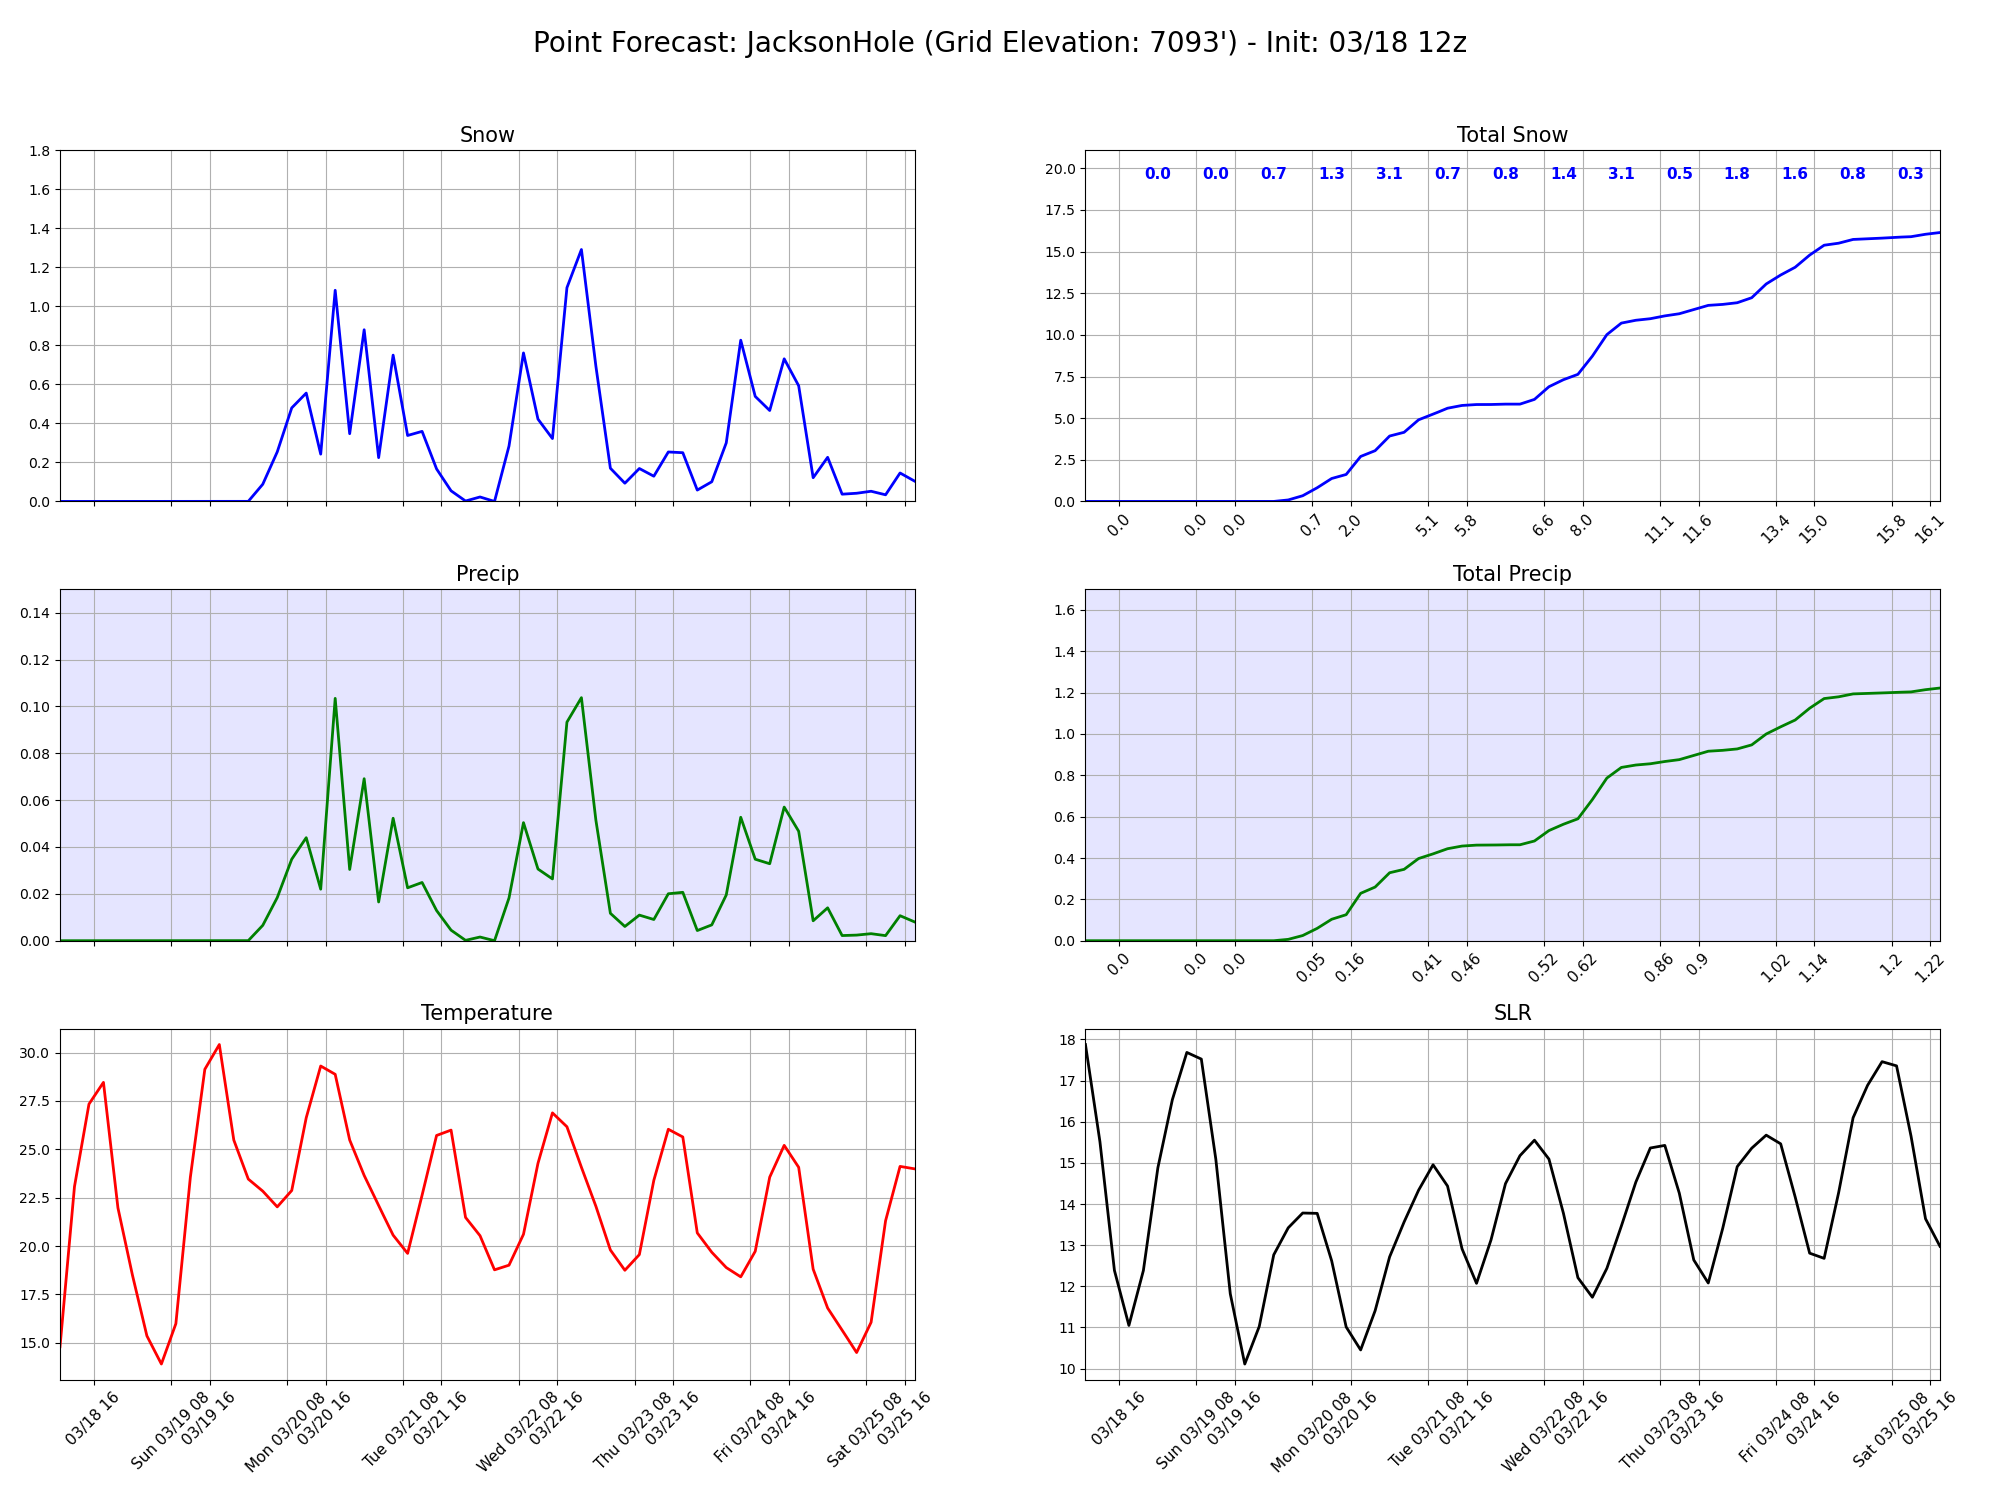 Point Forecast: JacksonHole (Grid Elevation: 7093') - Init: 03/18 12z
Snow
1.8
1.6
1.4
1.2
1.0
0.8
0.6
0.4
0.2
0.0
Total Snow
20.0
17.5
15.0
12.5
10.0
7.5
5.0
2.5
0.0
0.0 0.0 0.7 1.3 3.1 0.7 0.8 1.4 3.1 0.5 1.8 1.6 0.8 0.3
0.0 0.0 0.0 0.7 2.0 5.1 5.8 6.6 8.0 11.1 11.6 13.4 15.0 15.8 16.1
Precip
0.14
0.12
0.10
0.08
0.06
0.04
0.02
0.00
Total Precip
1.6
1.4
1.2
1.0
0.8
0.6
0.4
0.2
0.0
0.0 0.0 0.0 0.05 0.16 0.41 0.46 0.52 0.62 0.86 0.9 1.02 1.14 1.2 1.22
Temperature
30.0
27.5
25.0
22.5
20.0
17.5
15.0
03/18 16
Sun 03/19 08
03/19 16
Mon 03/20 08
03/20 16
Tue 03/21 08
03/21 16
Wed 03/22 08
03/22 16
Thu 03/23 08
03/23 16
Fri 03/24 08
03/24 16
Sat 03/25 08
03/25 16
SLR
18
17
16
15
14
13
12
11
10
03/18 16
Sun 03/19 08
03/19 16
Mon 03/20 08
03/20 16
Tue 03/21 08
03/21 16
Wed 03/22 08
03/22 16
Thu 03/23 08
03/23 16
Fri 03/24 08
03/24 16
Sat 03/25 08
03/25 16